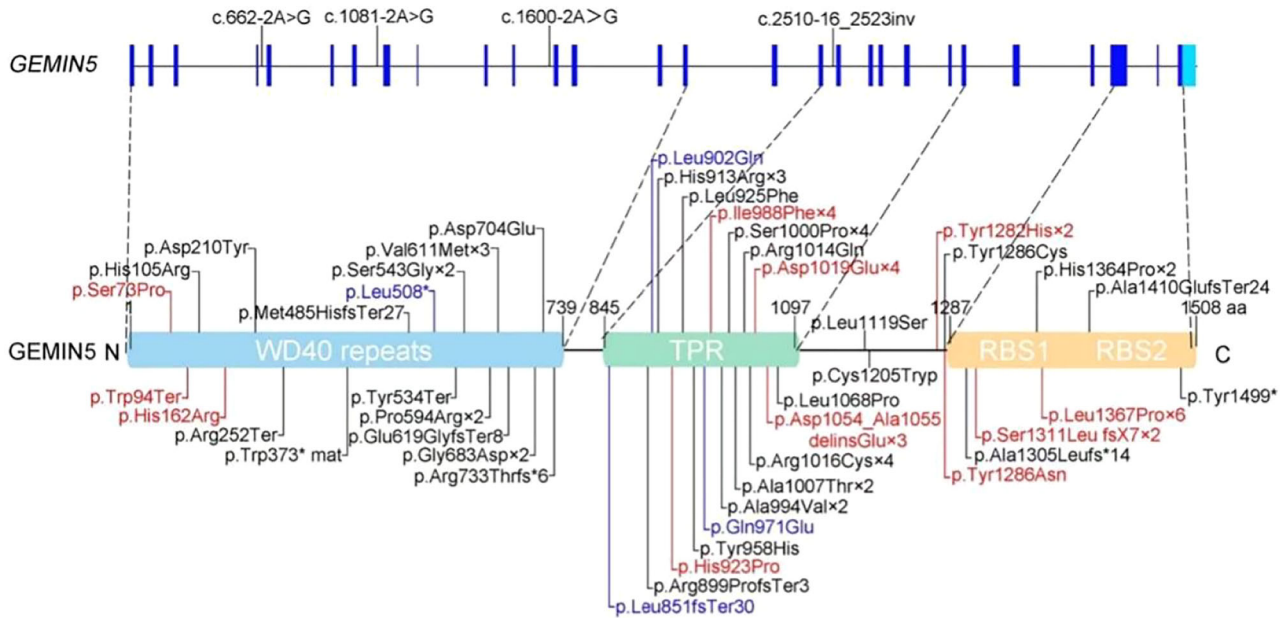 c.662-2A>G
c.1081-2A>G
c.1600-2A>G
c.2510-16_2523inv
GEMIN5
p.Leu902Gln
p.His913Arg×3
p.Leu925Phe
p.Ile988Phe×4
p.Asp704Glu
p.Ser1000Pro×4
p.Tyr1282His×2
p.Asp210Tyr
p.Val611Met×3
p.Arg1014Gln
p.Tyr1286Cys
p.His105Arg
p.Ser543Gly×2
p.Asp1019Glu×4
p.His1364Pro×2
p.Ser73Pro
p.Leu508*
p.Ala1410GlufsTer24
p.Met485HisfsTer27
739
845
1097
1287
1508 aa
p.Leu1119Ser
GEMIN5 N
WD40 repeats
TPR
RBS1
RBS2
C
p.Cys1205Tryp
p.Trp94Ter
p.Tyr534Ter
p.Leu1068Pro
p.Tyr1499*
p.His162Arg
p.Pro594Arg×2
p.Asp1054_Ala1055
delinsGlu×3
p.Leu1367Pro×6
p.Arg252Ter
p.Glu619GlyfsTer8
p.Ser1311Leu fsX7×2
p.Trp373* mat
p.Gly683Asp×2
p.Arg1016Cys×4
p.Ala1305Leufs*14
p.Arg733Thrfs*6
p.Tyr1286Asn
p.Ala1007Thr×2
p.Ala994Val×2
p.Gln971Glu
p.Tyr958His
p.His923Pro
p.Arg899ProfsTer3
p.Leu851fsTer30